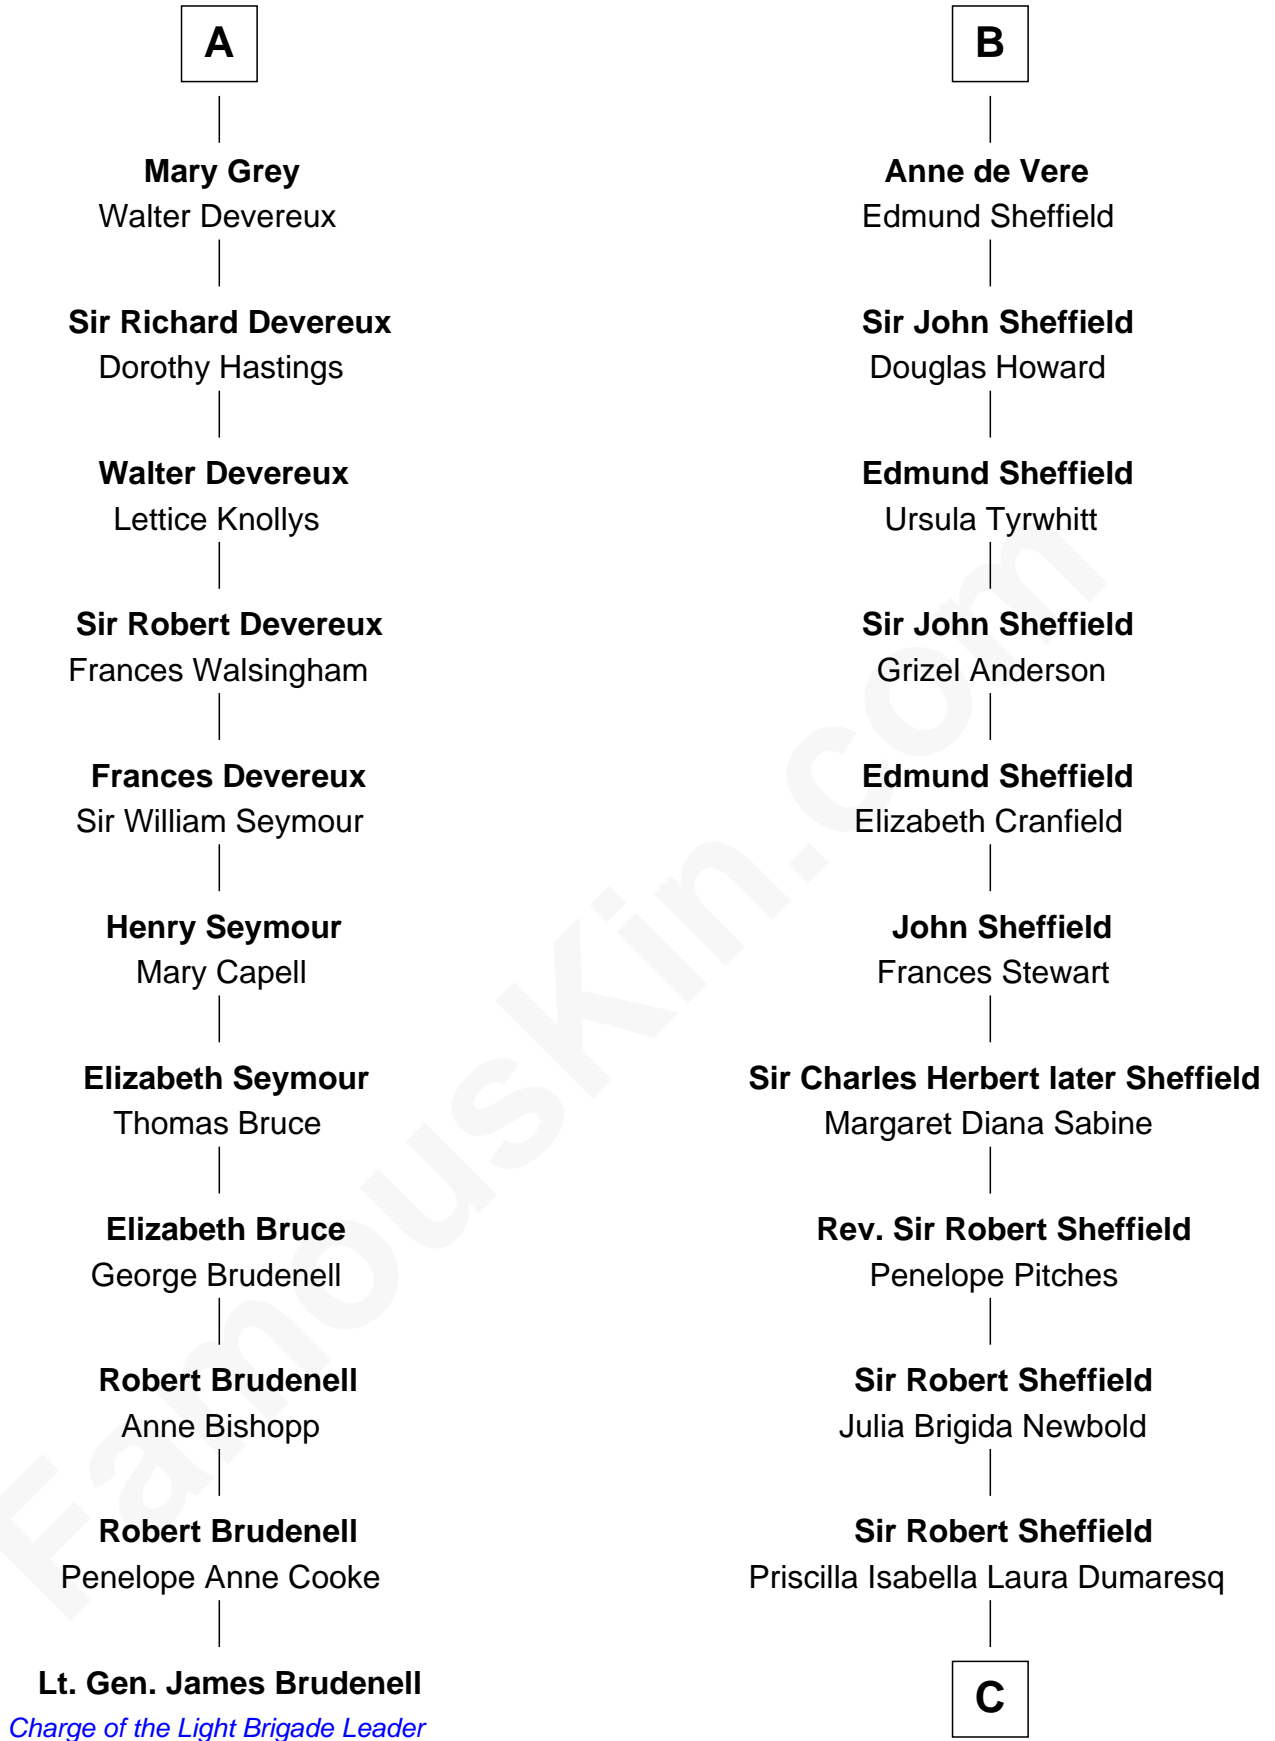 A
Mary Grey
Walter Devereux
Sir Richard Devereux
Dorothy Hastings
Walter Devereux
Lettice Knollys
Sir Robert Devereux
Frances Walsingham
Frances Devereux
Sir William Seymour
Henry Seymour
Mary Capell
Elizabeth Seymour
Thomas Bruce
Elizabeth Bruce
George Brudenell
Robert Brudenell
Anne Bishopp
Robert Brudenell
Penelope Anne Cooke
Lt. Gen. James Brudenell
Charge of the Light Brigade Leader
B
Anne de Vere
Edmund Sheffield
Sir John Sheffield
Douglas Howard
Edmund Sheffield
Ursula Tyrwhitt
Sir John Sheffield
Grizel Anderson
Edmund Sheffield
Elizabeth Cranfield
John Sheffield
Frances Stewart
Sir Charles Herbert later Sheffield
Margaret Diana Sabine
Rev. Sir Robert Sheffield
Penelope Pitches
Sir Robert Sheffield
Julia Brigida Newbold
Sir Robert Sheffield
Priscilla Isabella Laura Dumaresq
C
FamousKin.com